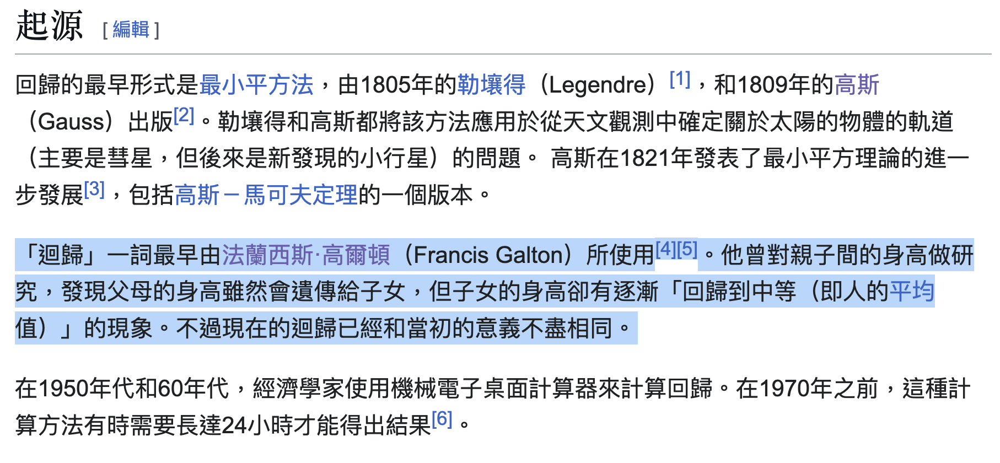 起源 [編輯]
回歸的最早形式是最小平方法，由1805年的勒壤得（Legendre）[1]，和1809年的高斯
（Gauss）出版[2]。勒壤得和高斯都將該方法應用於從天文觀測中確定關於太陽的物體的軌道
（主要是彗星，但後來是新發現的小行星）的問題。 高斯在1821年發表了最小平方理論的進一
步發展[3]，包括高斯－馬可夫定理的一個版本。
「迴歸」一詞最早由法蘭西斯·高爾頓（Francis Galton）所使用[4][5]。他曾對親子間的身高做研
究，發現父母的身高雖然會遺傳給子女，但子女的身高卻有逐漸「回歸到中等（即人的平均
值）」的現象。不過現在的迴歸已經和當初的意義不盡相同。
在1950年代和60年代，經濟學家使用機械電子桌面計算器來計算回歸。在1970年之前，這種計
算方法有時需要長達24小時才能得出結果[6]。